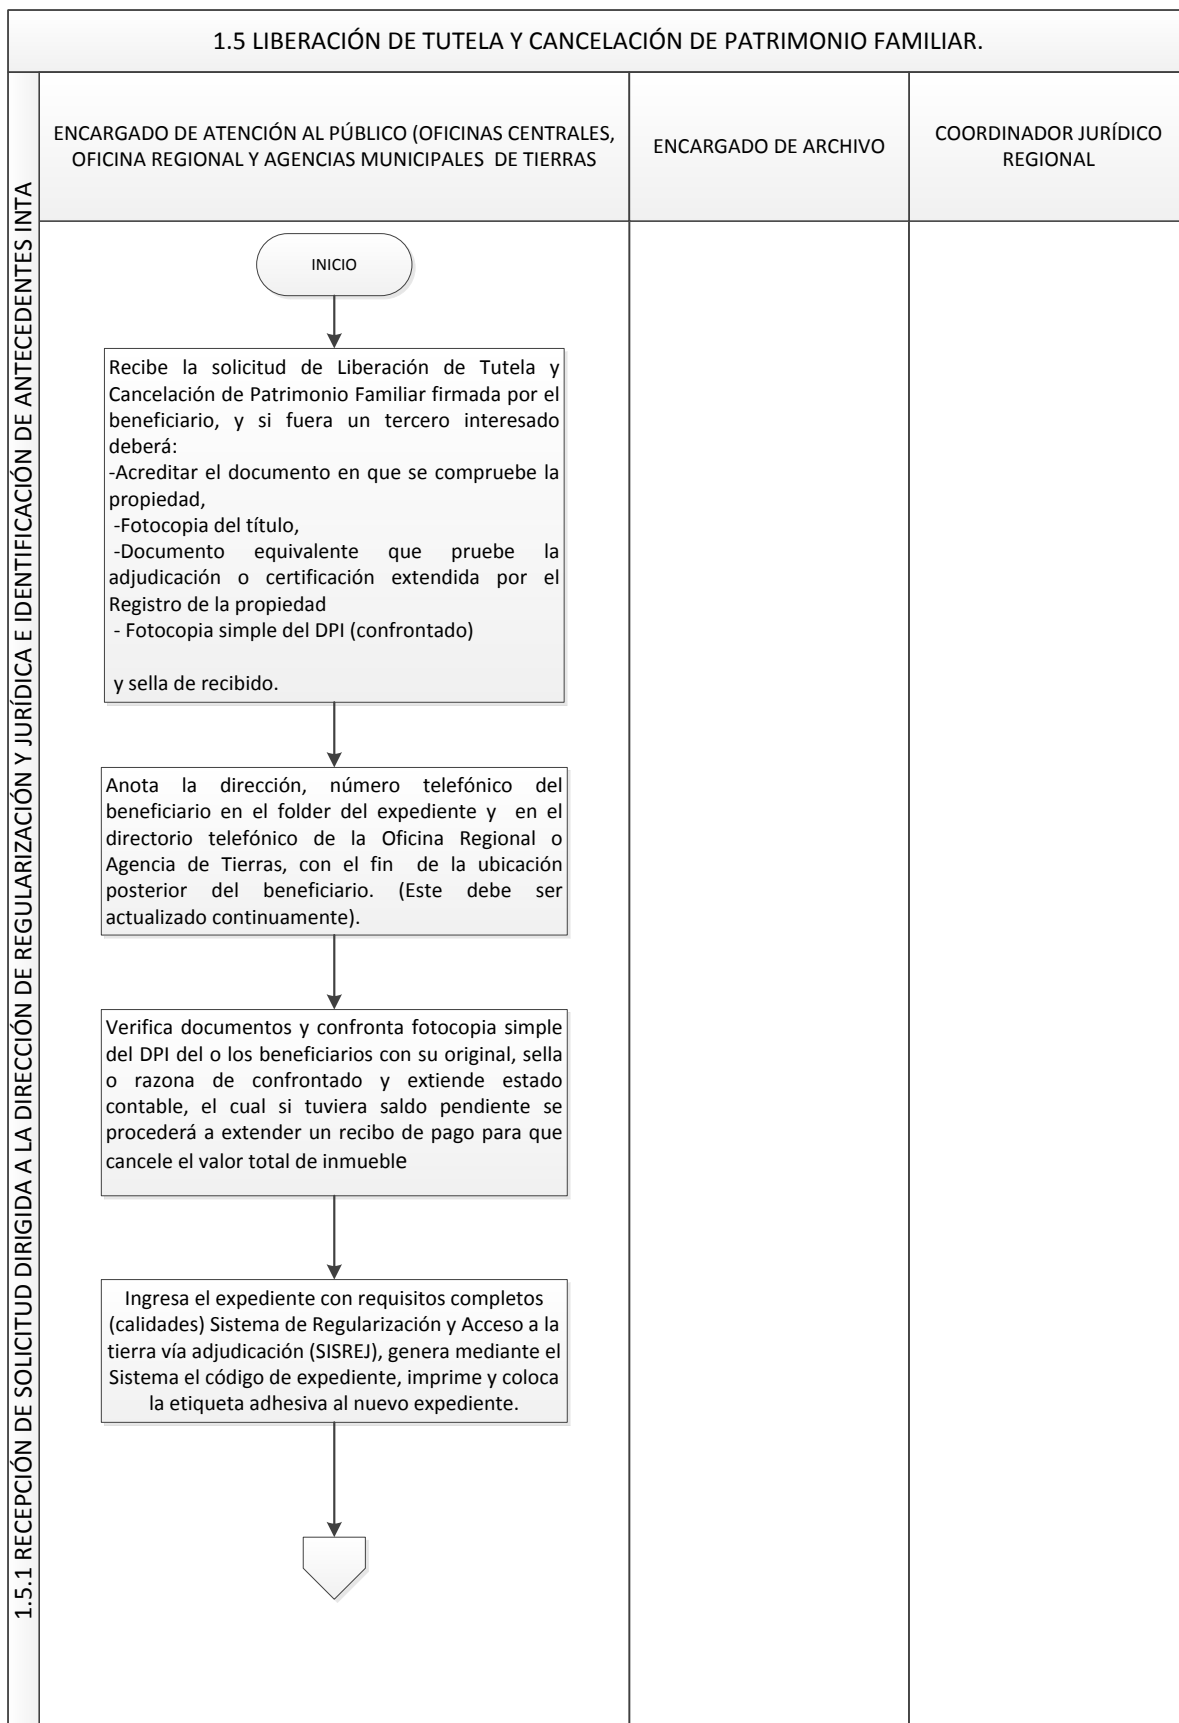 1.5 LIBERACIÓN DE TUTELA Y CANCELACIÓN DE PATRIMONIO FAMILIAR.
1.5.1 RECEPCIÓN DE SOLICITUD DIRIGIDA A LA DIRECCIÓN DE REGULARIZACIÓN Y JURÍDICA E IDENTIFICACIÓN DE ANTECEDENTES INTA
ENCARGADO DE ATENCIÓN AL PÚBLICO (OFICINAS CENTRALES,
OFICINA REGIONAL Y AGENCIAS MUNICIPALES DE TIERRAS
ENCARGADO DE ARCHIVO
COORDINADOR JURÍDICO
REGIONAL
INICIO
Recibe la solicitud de Liberación de Tutela y
Cancelación de Patrimonio Familiar firmada por el
beneficiario, y si fuera un tercero interesado
deberá:
-Acreditar el documento en que se compruebe la
propiedad,
-Fotocopia del título,
-Documento equivalente que pruebe la
adjudicación o certificación extendida por el
Registro de la propiedad
- Fotocopia simple del DPI (confrontado)
y sella de recibido.
Anota la dirección, número telefónico del
beneficiario en el folder del expediente y en el
directorio telefónico de la Oficina Regional o
Agencia de Tierras, con el fin de la ubicación
posterior del beneficiario. (Este debe ser
actualizado continuamente).
Verifica documentos y confronta fotocopia simple
del DPI del o los beneficiarios con su original, sella
o razona de confrontado y extiende estado
contable, el cual si tuviera saldo pendiente se
procederá a extender un recibo de pago para que
cancele el valor total de inmueble
Ingresa el expediente con requisitos completos
(calidades) Sistema de Regularización y Acceso a la
tierra vía adjudicación (SISREJ), genera mediante el
Sistema el código de expediente, imprime y coloca
la etiqueta adhesiva al nuevo expediente.